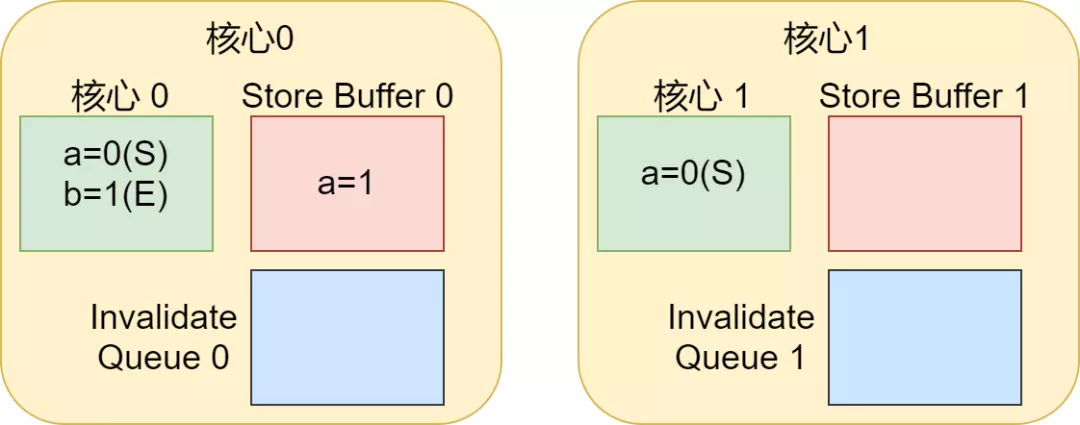 核心0
核心 0
Store Buffer 0
a=0(S)
b=1(E)
a=1
Invalidate
Queue 0
核心1
核心 1
Store Buffer 1
a=0(S)
Invalidate
Queue 1